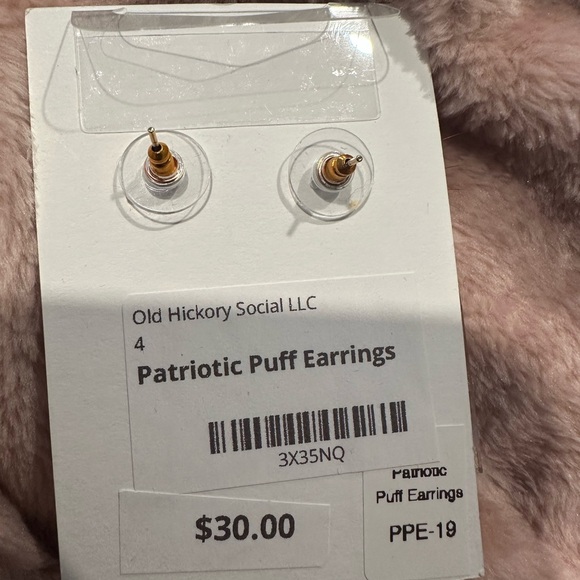 Old Hickory Social LLC
4
Patriotic Puff Earrings
3X35NQ
$30.00
Patriotic
Puff Earrings
PPE-19